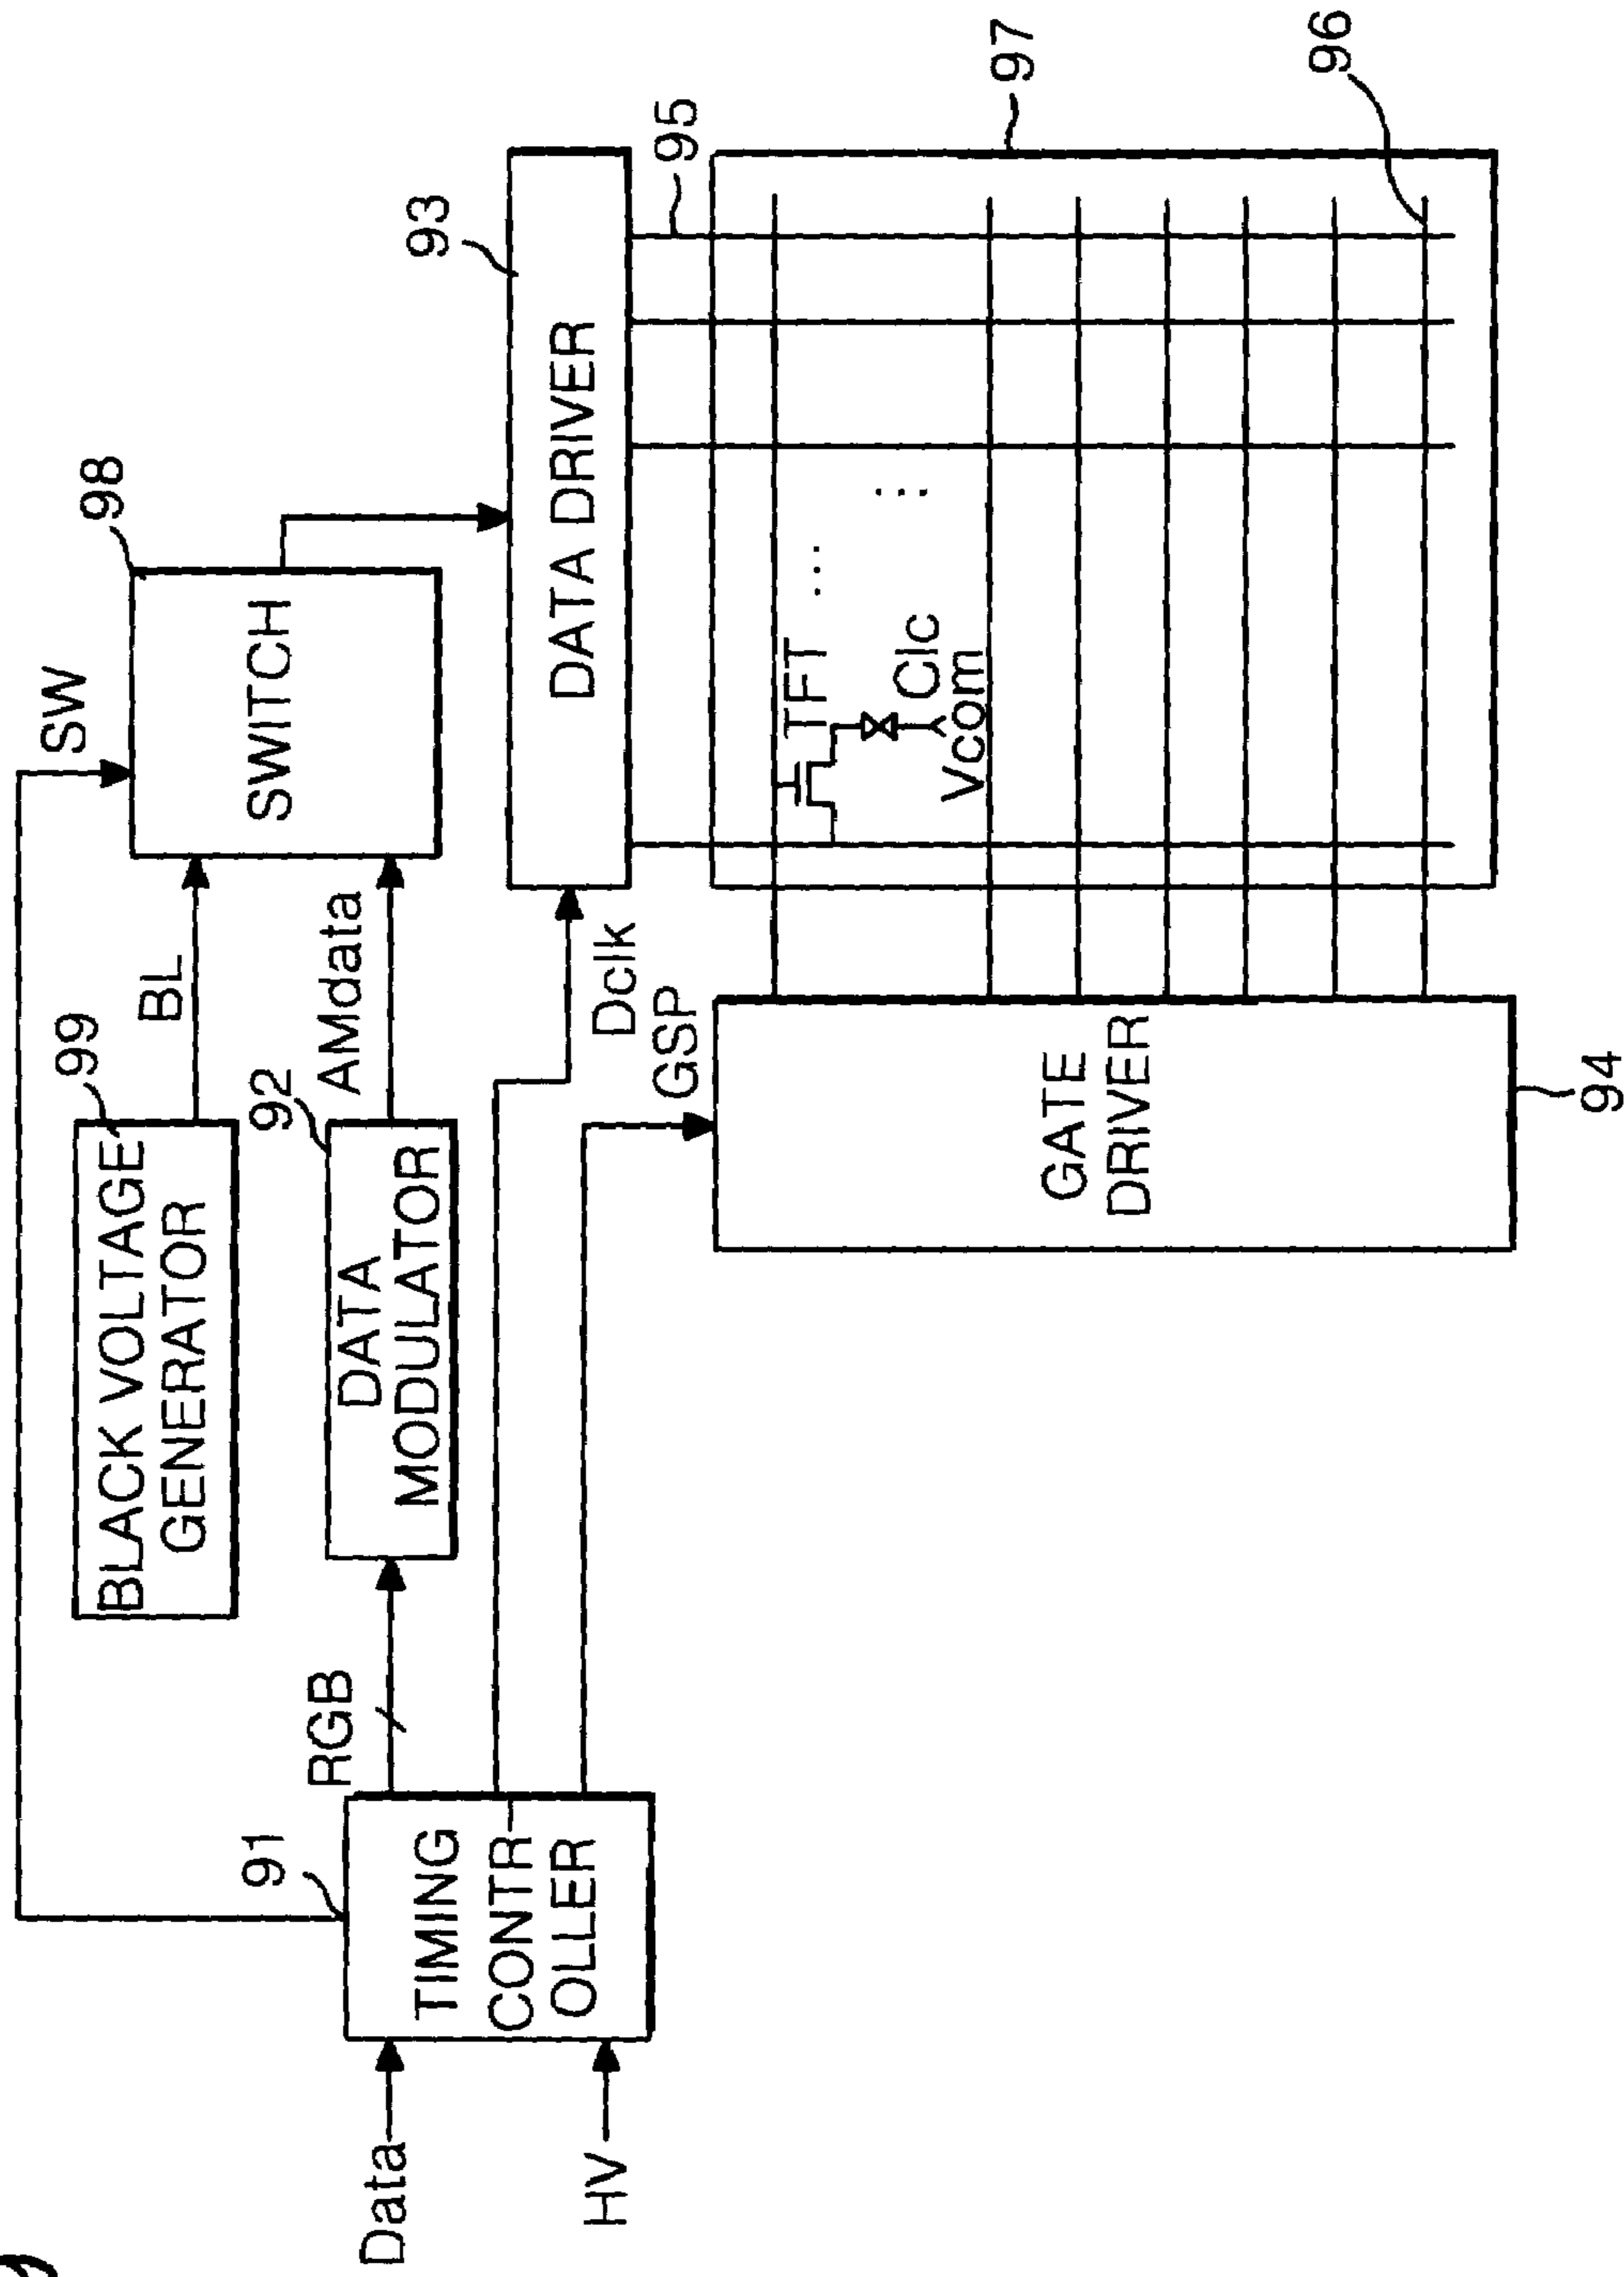 SW
98
99
BL
SWITCH
BLACK VOLTAGE
GENERATOR
92
AMdata
93
RGB
DATA
MODULATOR
DATA DRIVER
91
Dclk
95
GSP
TIMING
CONTR-
OLLER
Data
HV
TFT
...
Clc
Vcom
...
97
GATE
DRIVER
96
94